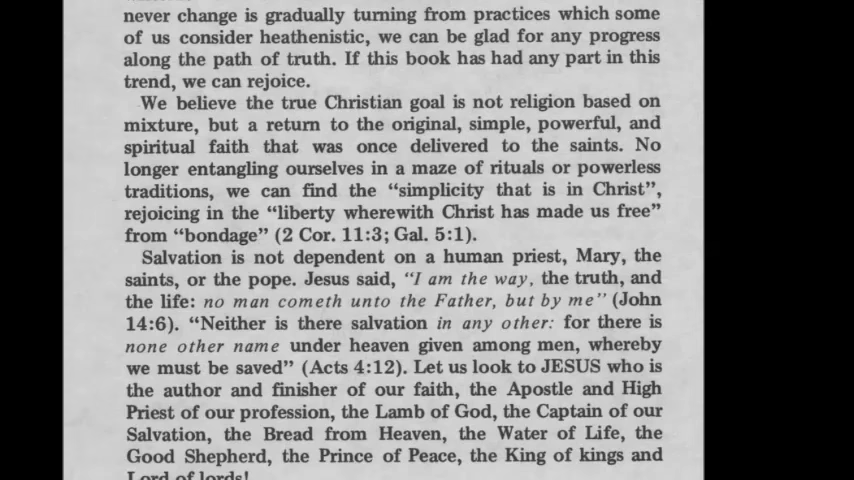 never change is gradually turning from practices which some
of us consider heathenistic, we can be glad for any progress
along the path of truth. If this book has had any part in this
trend, we can rejoice.
We believe the true Christian goal is not religion based on
mixture, but a return to the original, simple, powerful, and
spiritual faith that was once delivered to the saints. No
longer entangling ourselves in a maze of rituals or powerless
traditions, we can find the “simplicity that is in Christ”,
rejoicing in the “liberty wherewith Christ has made us free”
from “bondage” (2 Cor. 11:3; Gal. 5:1).
Salvation is not dependent on a human priest, Mary, the
saints, or the pope. Jesus said, “I am the way, the truth, and
the life: no man cometh unto the Father, but by me” (John
14:6). “Neither is there salvation in any other: for there is
none other name under heaven given among men, whereby
we must be saved” (Acts 4:12). Let us look to JESUS who is
the author and finisher of our faith, the Apostle and High
Priest of our profession, the Lamb of God, the Captain of our
Salvation, the Bread from Heaven, the Water of Life, the
Good Shepherd, the Prince of Peace, the King of kings and
Lord of lords!